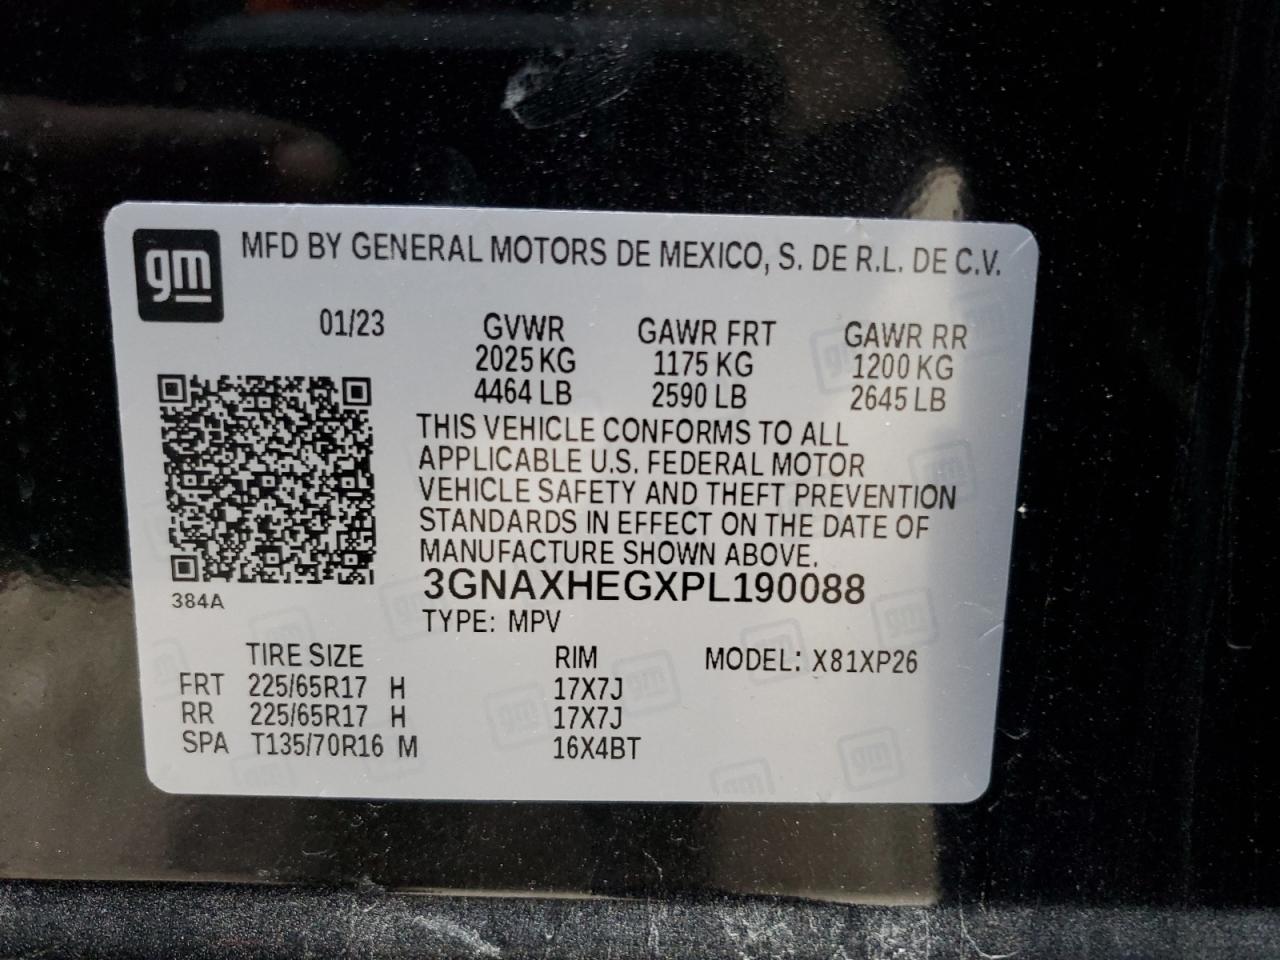 gm
MFD BY GENERAL MOTORS DE MEXICO, S. DE R.L. DE C.V.
01/23 GVWR GAWR FRT GAWR RR
2025 KG 1175 KG 1200 KG
4464 LB 2590 LB 2645 LB
THIS VEHICLE CONFORMS TO ALL
APPLICABLE U.S. FEDERAL MOTOR
VEHICLE SAFETY AND THEFT PREVENTION
STANDARDS IN EFFECT ON THE DATE OF
MANUFACTURE SHOWN ABOVE.
3GNAXHEGXPL190088
384A
TYPE: MPV
TIRE SIZE RIM MODEL: X81XP26
FRT 225/65R17 H 17X7J
RR 225/65R17 H 17X7J
SPA T135/70R16 M 16X4BT